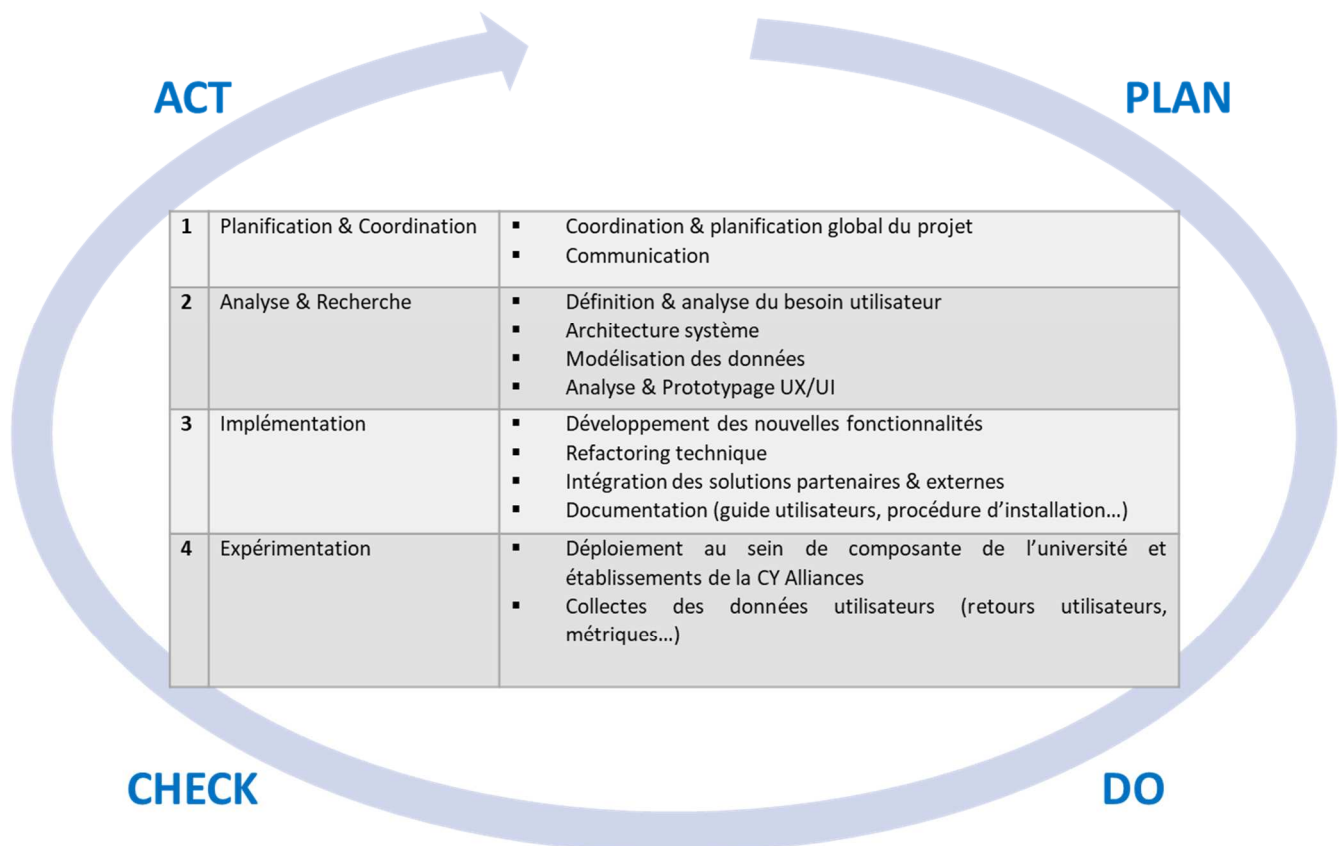 ACT
PLAN
1 Planification & Coordination ▪ Coordination & planification global du projet
▪ Communication
2 Analyse & Recherche ▪ Définition & analyse du besoin utilisateur
▪ Architecture système
▪ Modélisation des données
▪ Analyse & Prototypage UX/UI
3 Implémentation ▪ Développement des nouvelles fonctionnalités
▪ Refactoring technique
▪ Intégration des solutions partenaires & externes
▪ Documentation (guide utilisateurs, procédure d’installation…)
4 Expérimentation ▪ Déploiement au sein de composante de l’université et
établissements de la CY Alliances
▪ Collectes des données utilisateurs (retours utilisateurs,
métriques…)
CHECK
DO